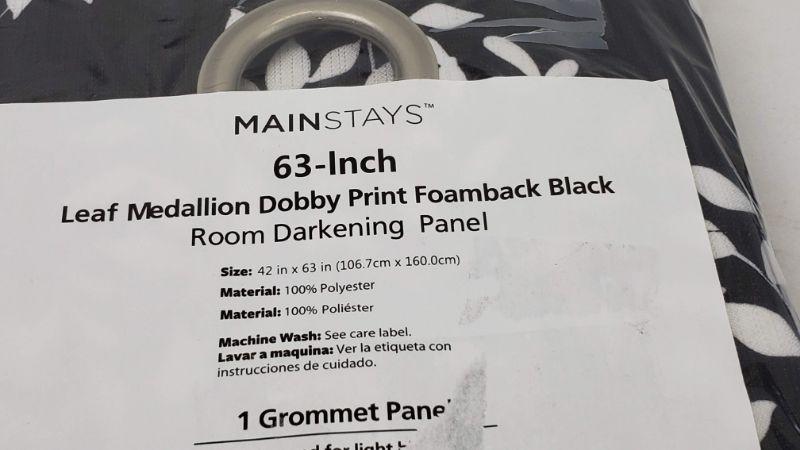 MAINSTAYS™
63-Inch
Leaf Medallion Dobby Print Foamback Black
Room Darkening Panel
Size: 42 in x 63 in (106.7cm x 160.0cm)
Material: 100% Polyester
Material: 100% Poliéster
Machine Wash: See care label.
Lavar a maquina: Ver la etiqueta con
instrucciones de cuidado.
1 Grommet Panel
for light